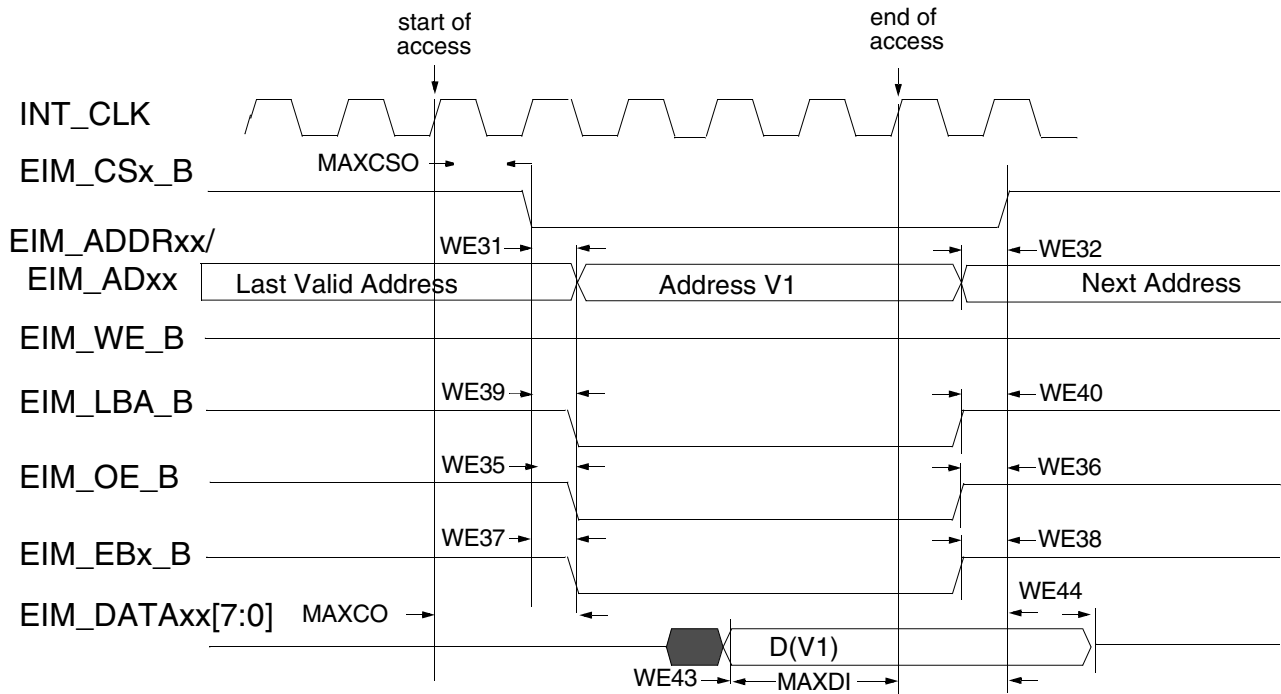 start of
access
end of
access
INT_CLK
MAXCSO
EIM_CSx_B
EIM_ADDRxx/
EIM_ADxx
WE31
WE32
Last Valid Address
Address V1
Next Address
EIM_WE_B
WE39
WE40
EIM_LBA_B
WE35
WE36
EIM_OE_B
WE37
WE38
EIM_EBx_B
WE44
EIM_DATAxx[7:0]
MAXCO
D(V1)
WE43
MAXDI